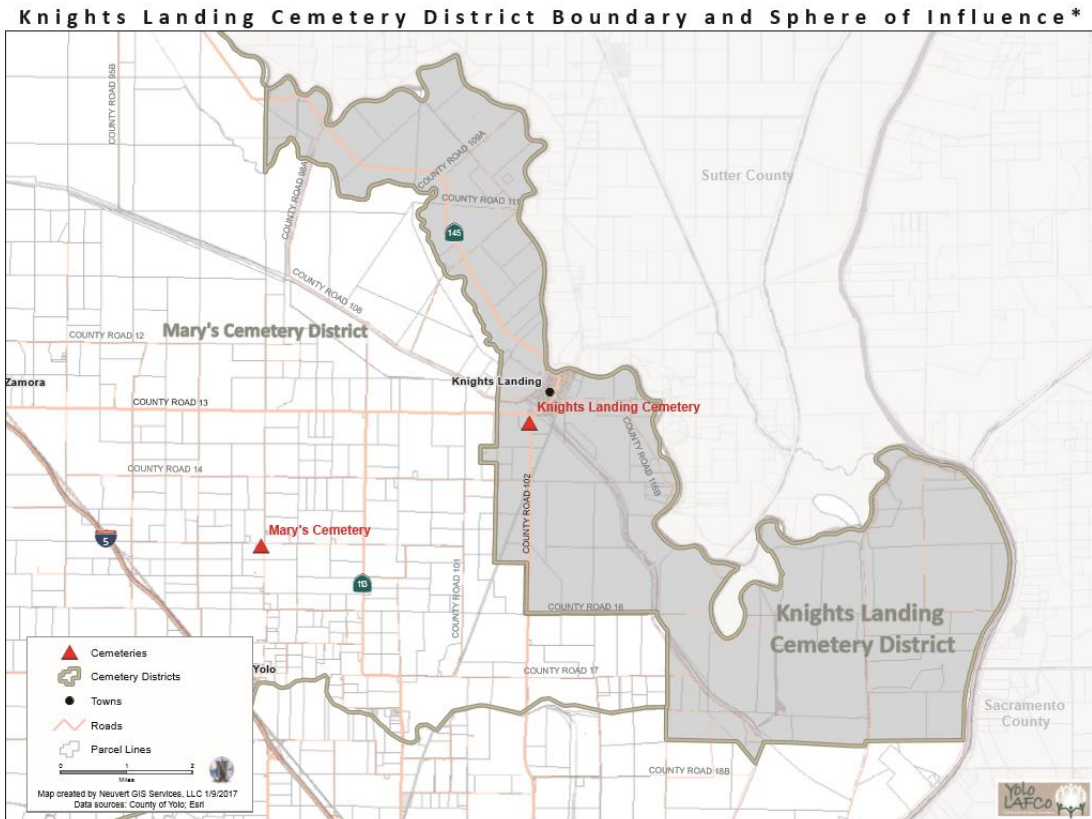 Knights Landing Cemetery District Boundary and Sphere of Influence*
COUNTY ROAD 95B
COUNTY ROAD 98A
COUNTY ROAD 109A
COUNTY ROAD 111
Sutter County
145
COUNTY ROAD 108
COUNTY ROAD 12
Mary's Cemetery District
Zamora
Knights Landing
COUNTY ROAD 13
Knights Landing Cemetery
COUNTY ROAD 116B
COUNTY ROAD 14
COUNTY ROAD 102
Mary's Cemetery
5
113
COUNTY ROAD 101
COUNTY ROAD 16
Knights Landing
Cemetery District
Yolo
COUNTY ROAD 17
Sacramento
County
COUNTY ROAD 18B
Cemeteries
Cemetery Districts
Towns
Roads
Parcel Lines
0 1 2
Miles
Map created by Neuvert GIS Services, LLC 1/9/2017
Data sources: County of Yolo; Esri
YOLO
LAFCO